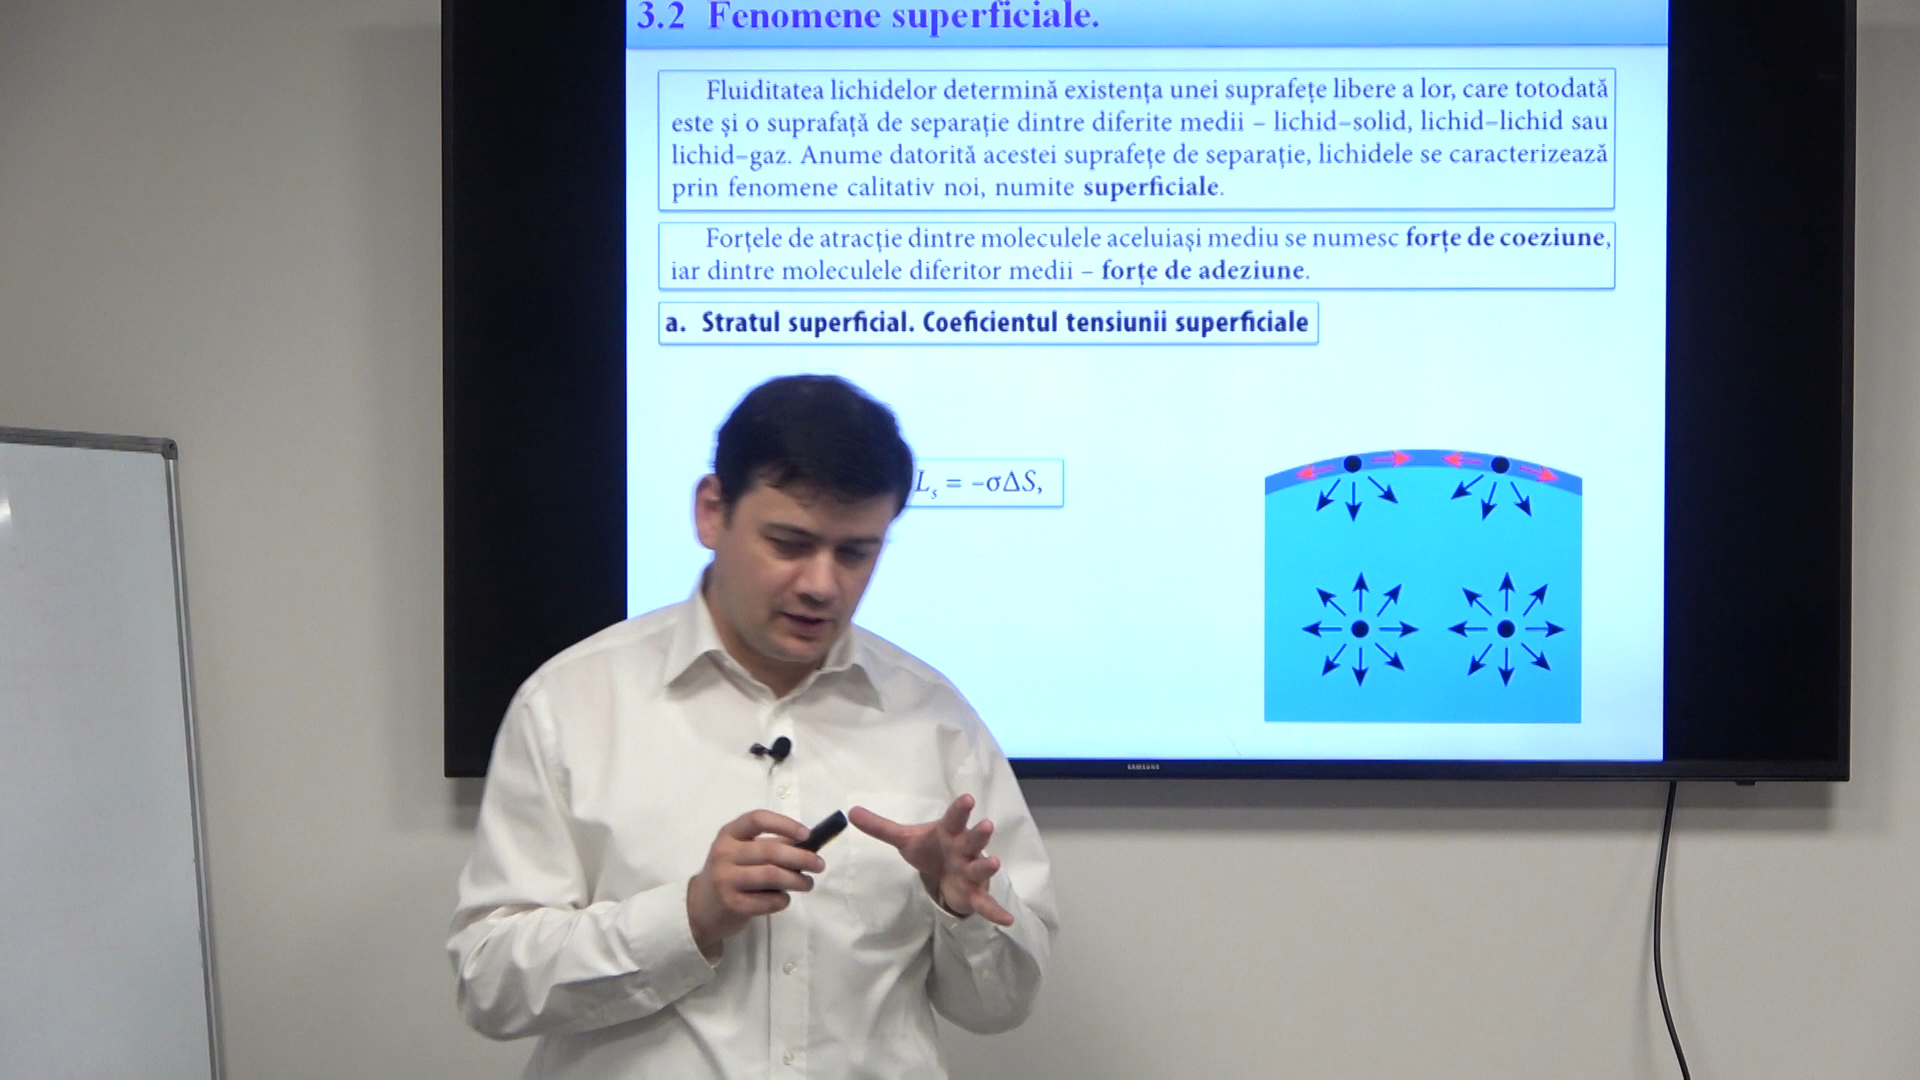 3.2 Fenomene superficiale.
Fluiditatea lichidelor determină existența unei suprafețe libere a lor, care totodată
este și o suprafață de separație dintre diferite medii – lichid–solid, lichid–lichid sau
lichid–gaz. Anume datorită acestei suprafețe de separație, lichidele se caracterizează
prin fenomene calitativ noi, numite superficiale.
Forțele de atracție dintre moleculele aceluiași mediu se numesc forțe de coeziune,
iar dintre moleculele diferitor medii – forțe de adeziune.
a. Stratul superficial. Coeficientul tensiunii superficiale
Lₛ = –σΔS,
SAMSUNG